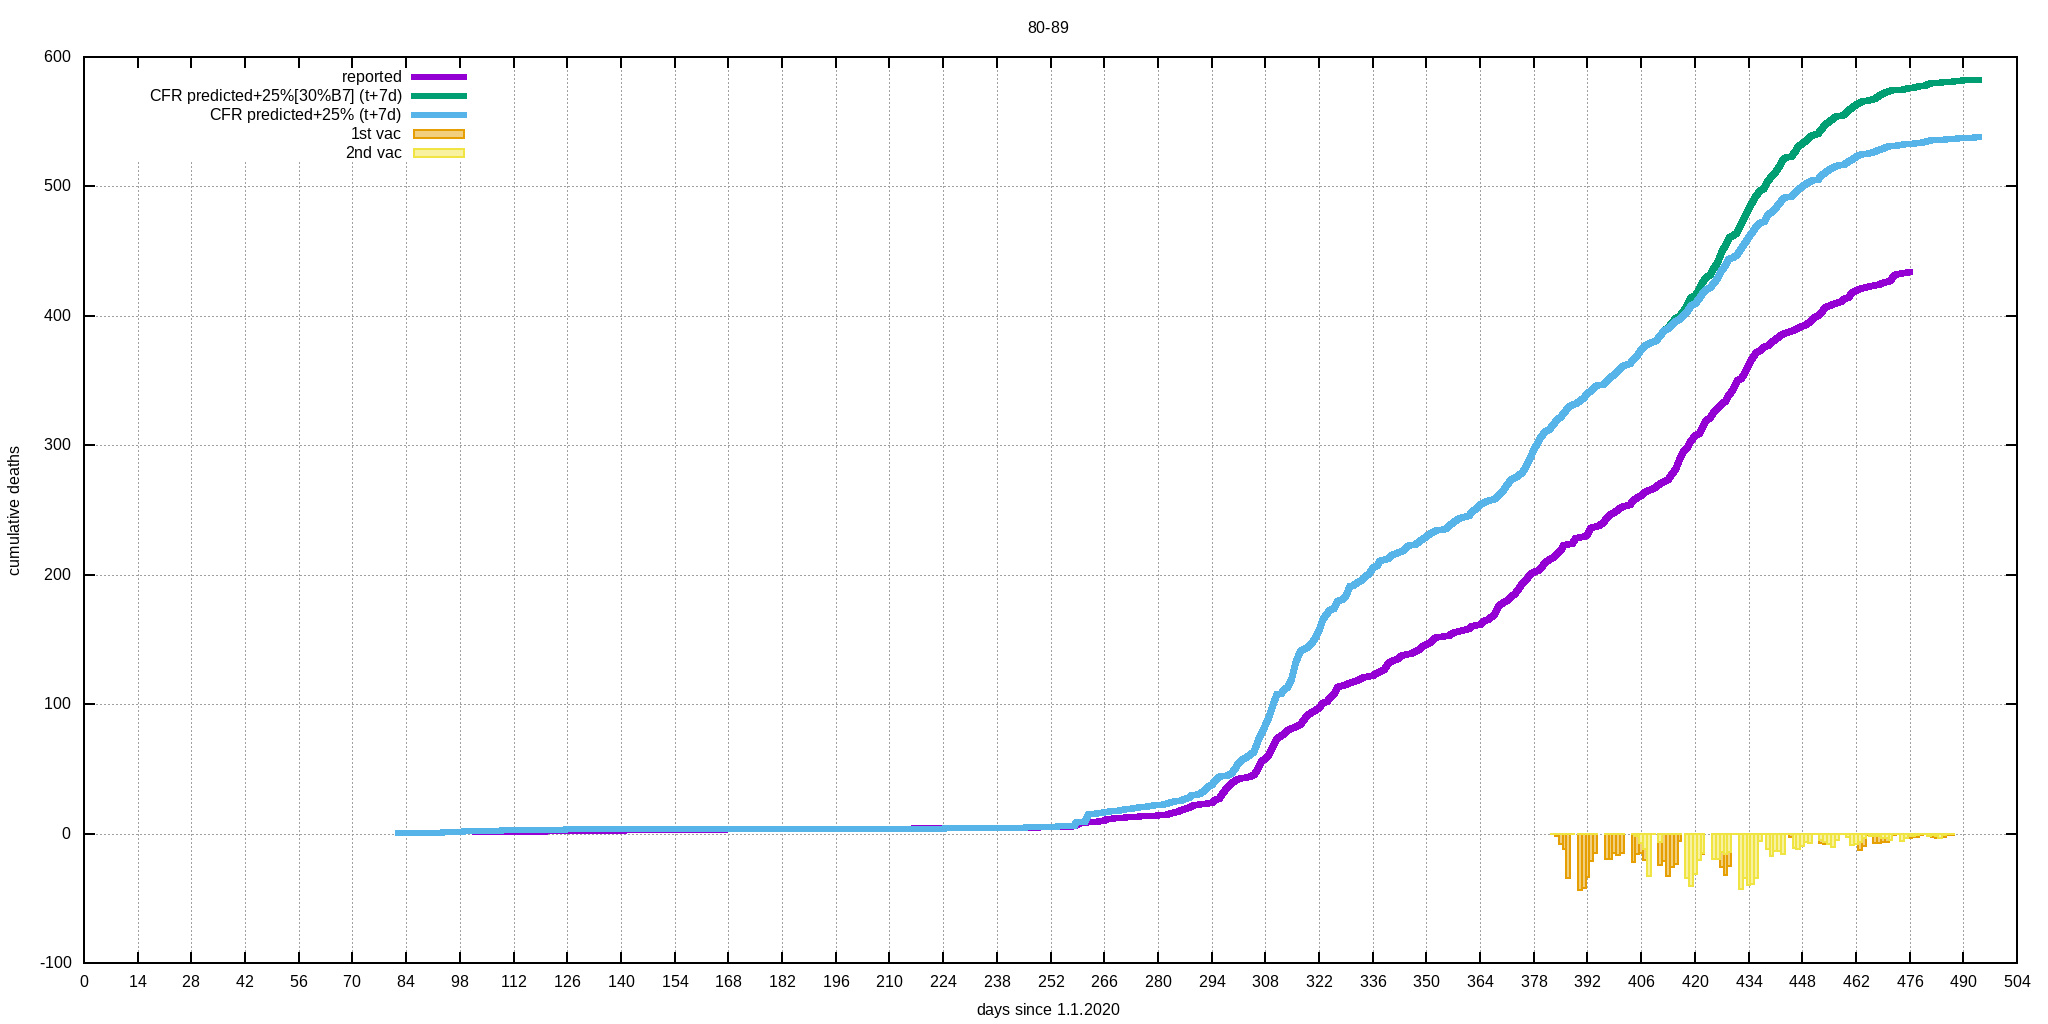 80-89
600
500
400
300
200
100
0
-100
cumulative deaths
reported
CFR predicted+25%[30%B7] (t+7d)
CFR predicted+25% (t+7d)
1st vac
2nd vac
0 14 28 42 56 70 84 98 112 126 140 154 168 182 196 210 224 238 252 266 280 294 308 322 336 350 364 378 392 406 420 434 448 462 476 490 504
days since 1.1.2020